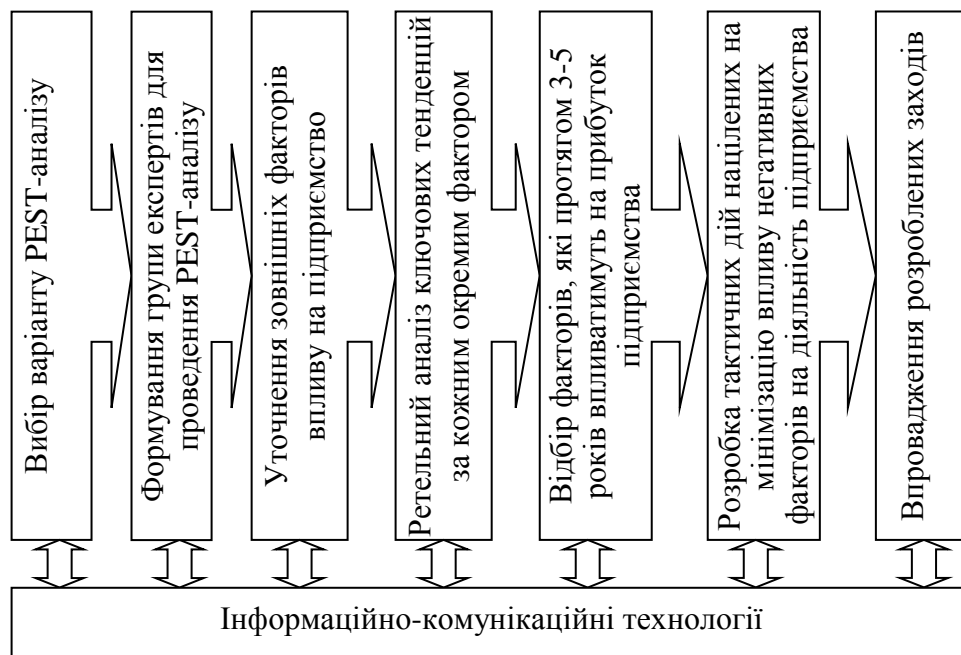 Вибір варіанту PEST-аналізу
Формування групи експертів для
проведення PEST-аналізу
Уточнення зовнішніх факторів
впливу на підприємство
Ретельний аналіз ключових тенденцій
за кожним окремим фактором
Відбір факторів, які протягом 3-5
років впливатимуть на прибуток
підприємства
Розробка тактичних дій націлених на
мінімізацію впливу негативних
факторів на діяльність підприємства
Впровадження розроблених заходів
Інформаційно-комунікаційні технології